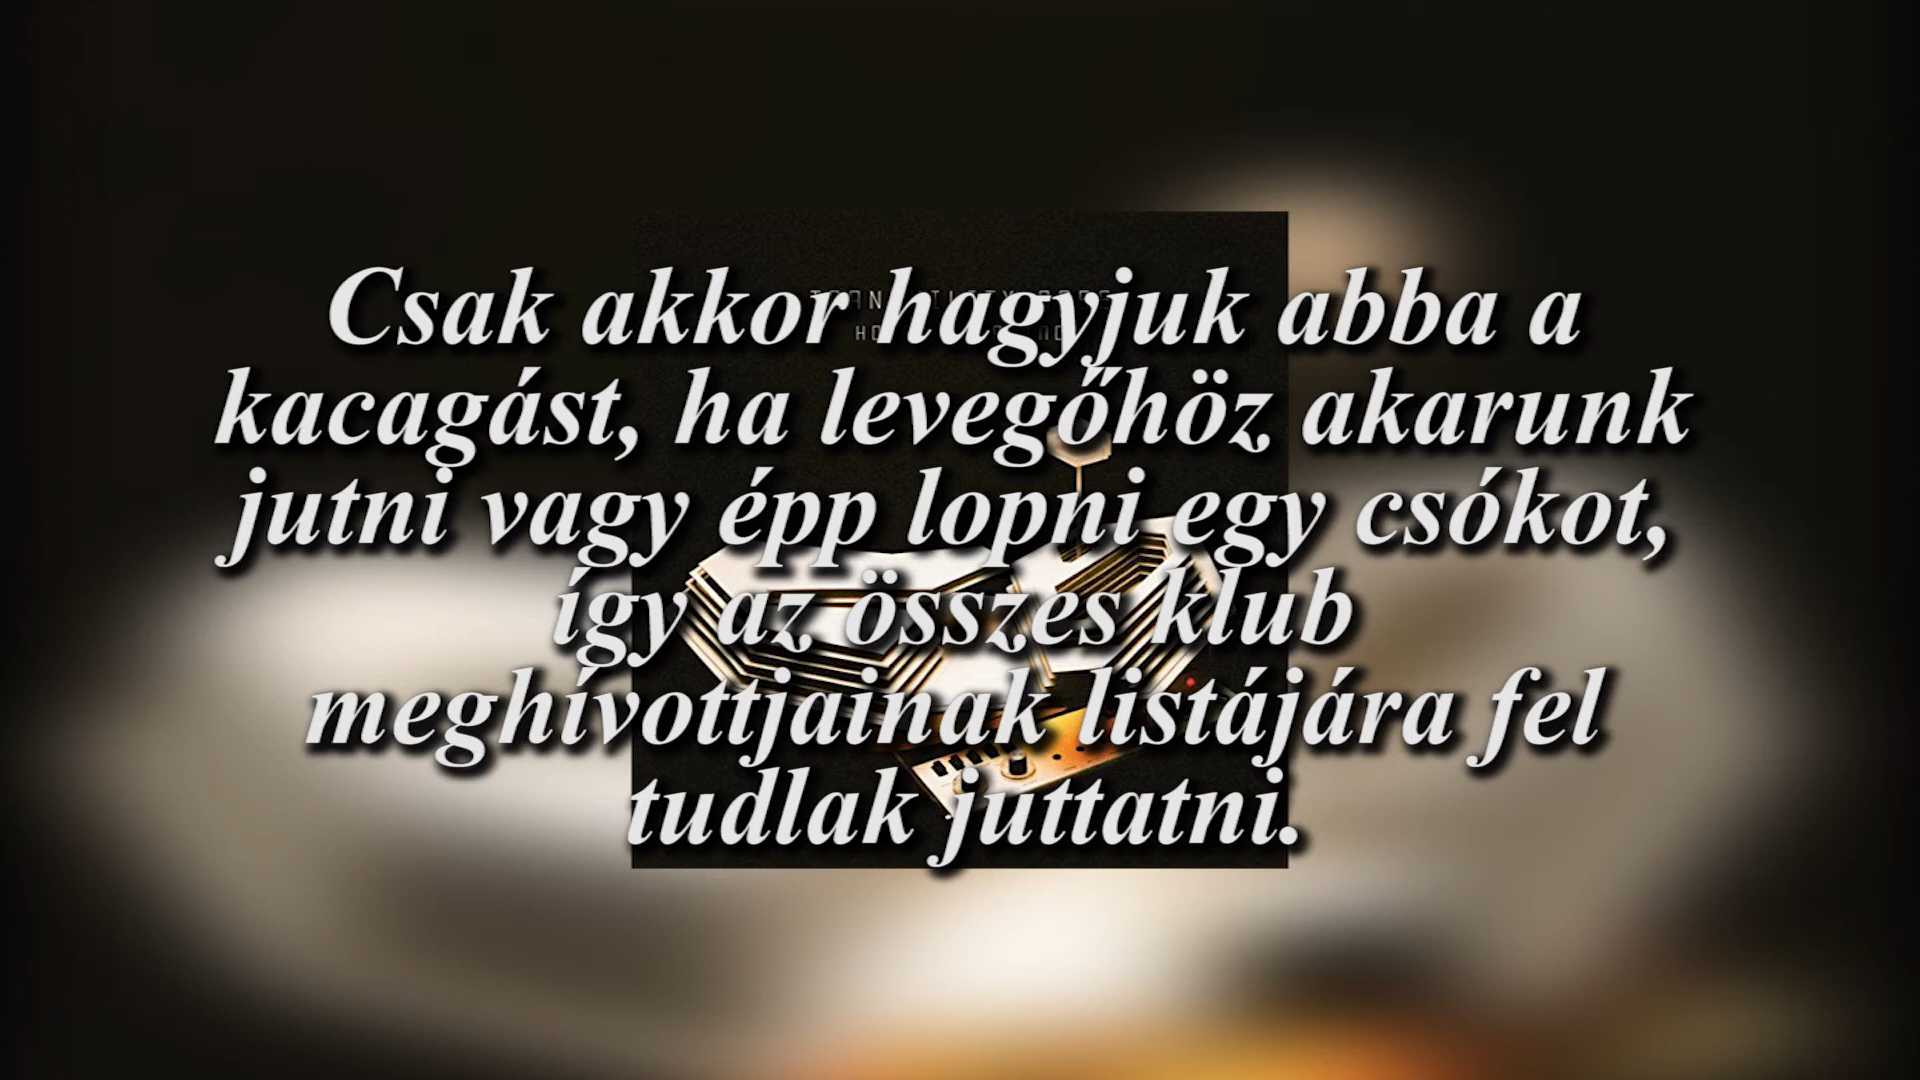 Csak akkor hagyjuk abba a
kacagást, ha levegőhöz akarunk
jutni vagy épp lopni egy csókot,
így az összes klub
meghívottjainak listájára fel
tudlak juttatni.